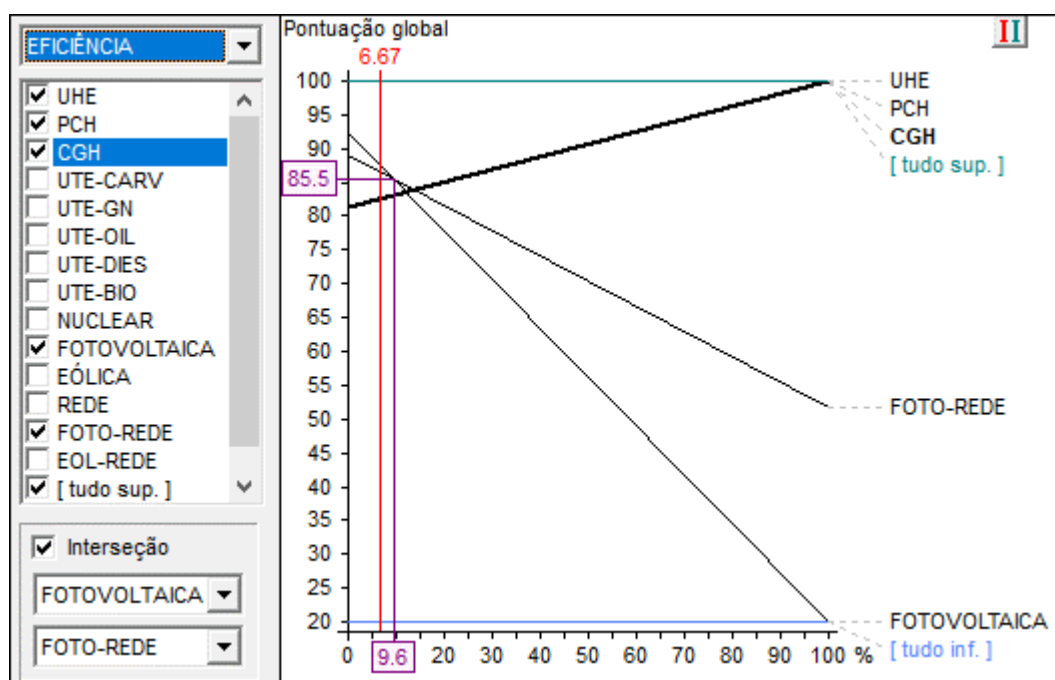 EFICIÊNCIA
UHE
PCH
CGH
UTE-CARV
UTE-GN
UTE-OIL
UTE-DIES
UTE-BIO
NUCLEAR
FOTOVOLTAICA
EÓLICA
REDE
FOTO-REDE
EOL-REDE
[ tudo sup. ]
Interseção
FOTOVOLTAICA
FOTO-REDE
Pontuação global
6.67
II
100
95
90
85.5
80
75
70
65
60
55
50
45
40
35
30
25
20
0 9.6 20 30 40 50 60 70 80 90 100 %
UHE
PCH
CGH
[ tudo sup. ]
FOTO-REDE
FOTOVOLTAICA
[ tudo inf. ]